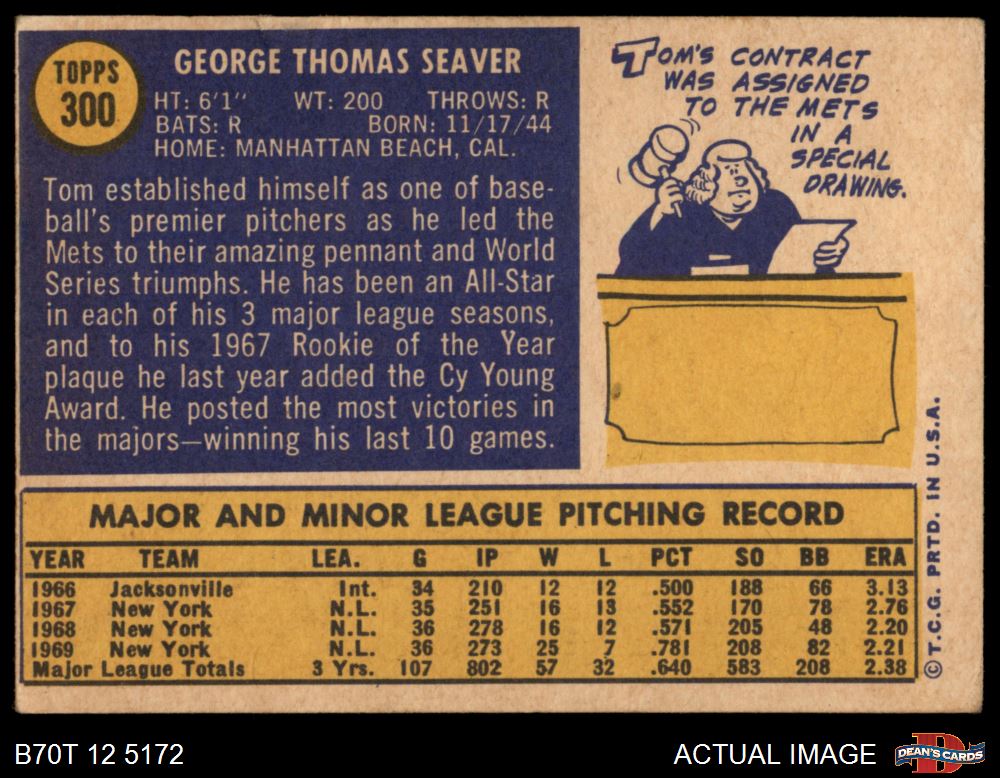 TOPPS
300
GEORGE THOMAS SEAVER
HT: 6'1" WT: 200 THROWS: R
BATS: R BORN: 11/17/44
HOME: MANHATTAN BEACH, CAL.
Tom established himself as one of base-
ball's premier pitchers as he led the
Mets to their amazing pennant and World
Series triumphs. He has been an All-Star
in each of his 3 major league seasons,
and to his 1967 Rookie of the Year
plaque he last year added the Cy Young
Award. He posted the most victories in
the majors—winning his last 10 games.
TOM'S CONTRACT
WAS ASSIGNED
TO THE METS
IN A
SPECIAL
DRAWING.
MAJOR AND MINOR LEAGUE PITCHING RECORD
YEAR TEAM LEA. G IP W L PCT SO BB ERA
1966 Jacksonville Int. 34 210 12 12 .500 188 66 3.13
1967 New York N.L. 35 251 16 13 .552 170 78 2.76
1968 New York N.L. 36 278 16 12 .571 205 48 2.20
1969 New York N.L. 36 273 25 7 .781 208 82 2.21
Major League Totals 3 Yrs. 107 802 57 32 .640 583 208 2.38
©T.C.G. PRTD. IN U.S.A.
B70T 12 5172
ACTUAL IMAGE
DEAN'S CARDS